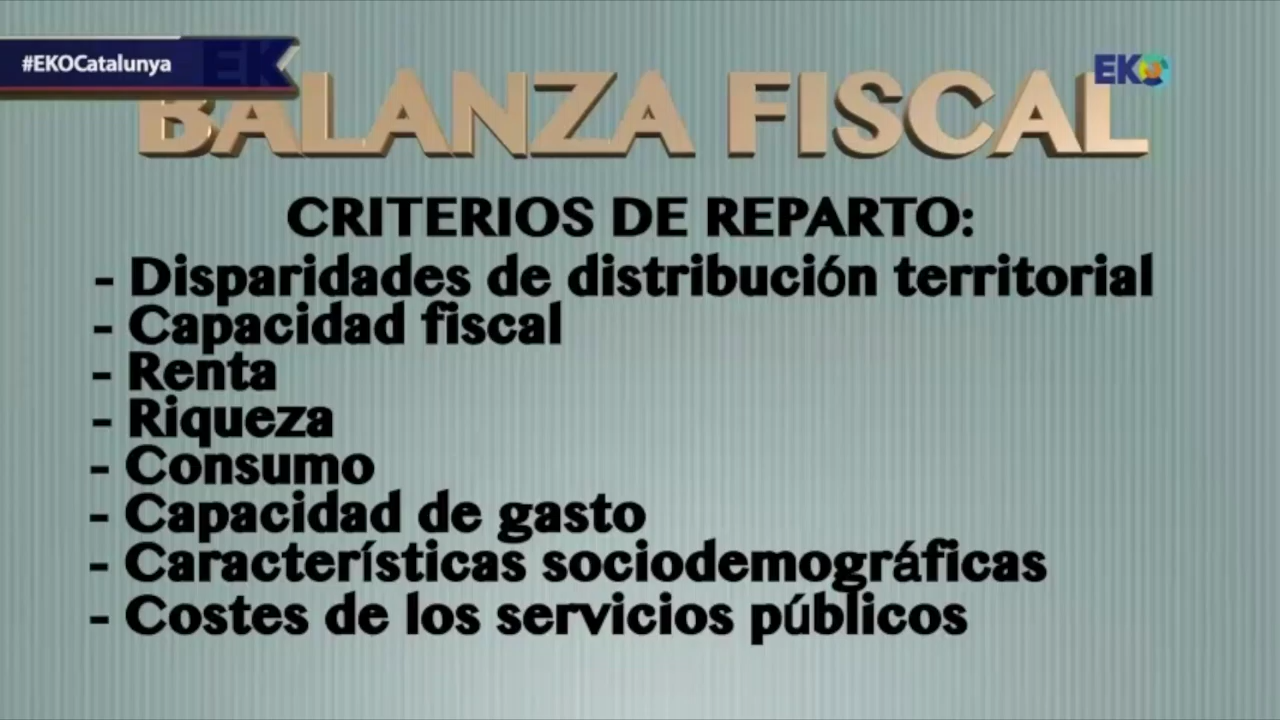 #EKOCatalunya
EK
EKO
BALANZA FISCAL
CRITERIOS DE REPARTO:
- Disparidades de distribución territorial
- Capacidad fiscal
- Renta
- Riqueza
- Consumo
- Capacidad de gasto
- Características sociodemográficas
- Costes de los servicios públicos